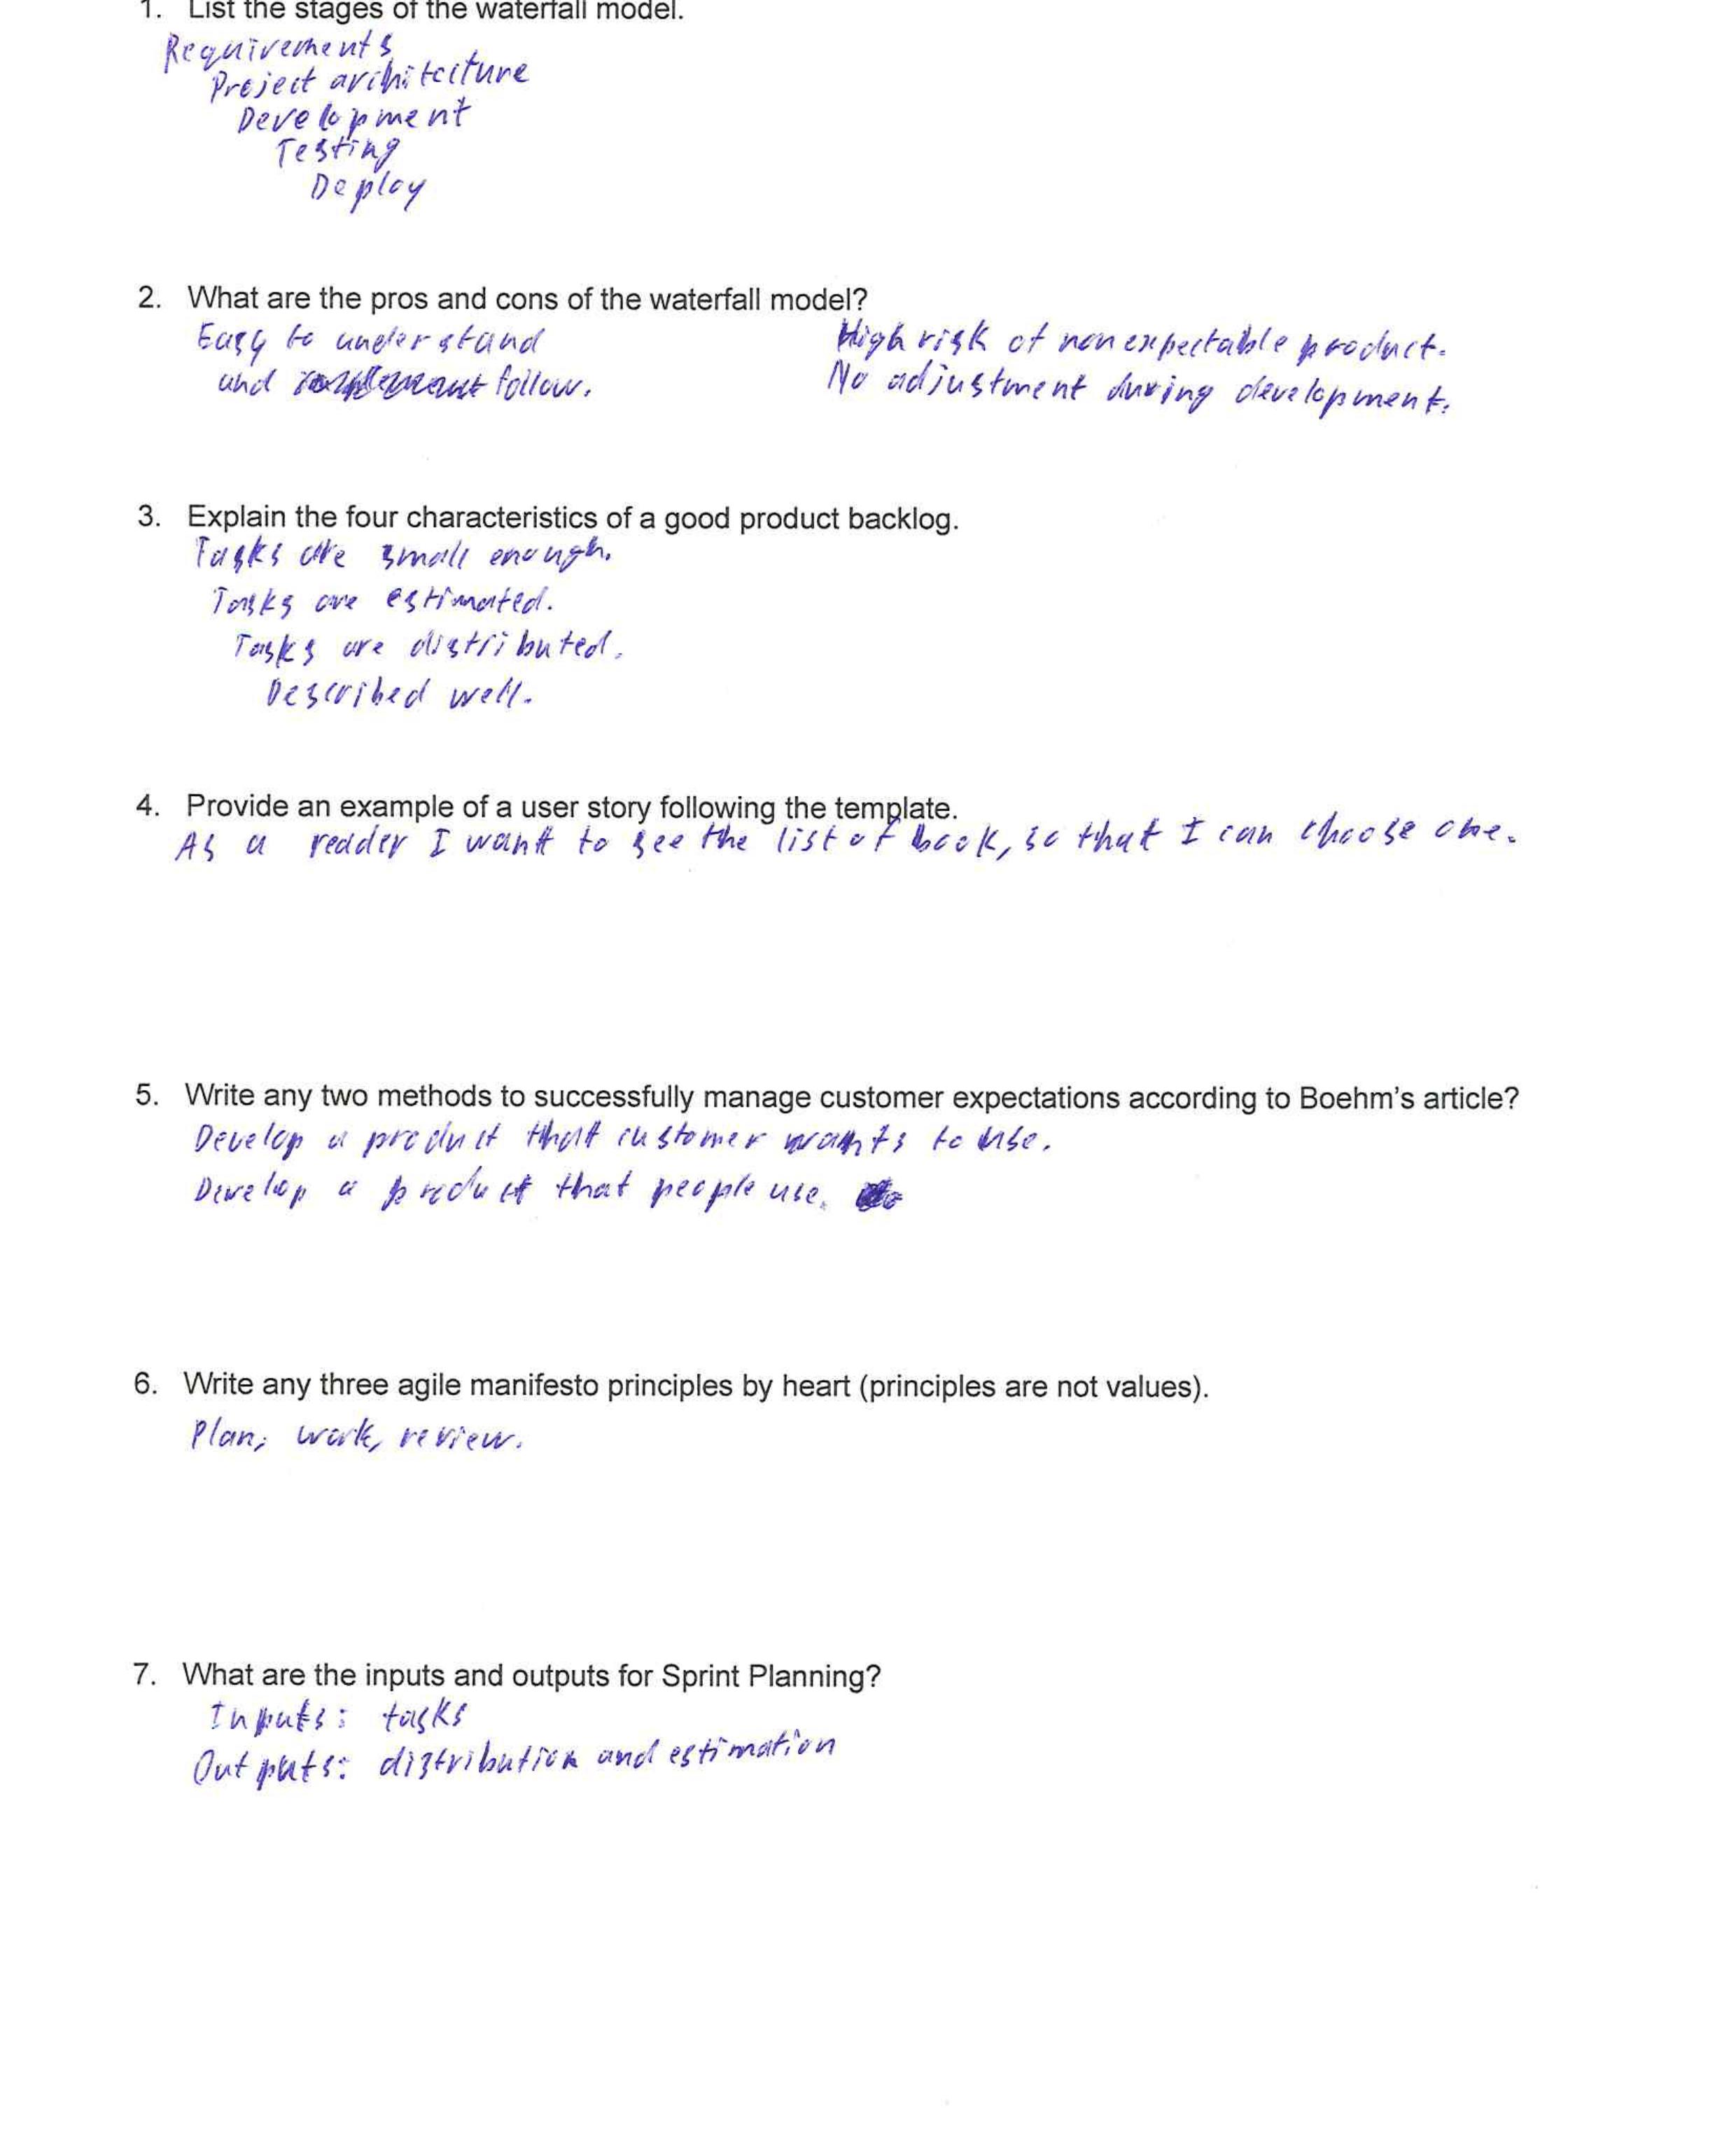 1. List the stages of the waterfall model.
Requirements
Project architecture
Development
Testing
Deploy
2. What are the pros and cons of the waterfall model?
Easy to understand
and follow.
High risk of nonexpectable product.
No adjustment during development.
3. Explain the four characteristics of a good product backlog.
Tasks are small enough.
Tasks are estimated.
Tasks are distributed.
Described well.
4. Provide an example of a user story following the template.
As a reader I want to see the list of book, so that I can choose one.
5. Write any two methods to successfully manage customer expectations according to Boehm's article?
Develop a product that customer wants to use.
Develop a product that people use.
6. Write any three agile manifesto principles by heart (principles are not values).
Plan, work, review.
7. What are the inputs and outputs for Sprint Planning?
Inputs: tasks
Outputs: distribution and estimation